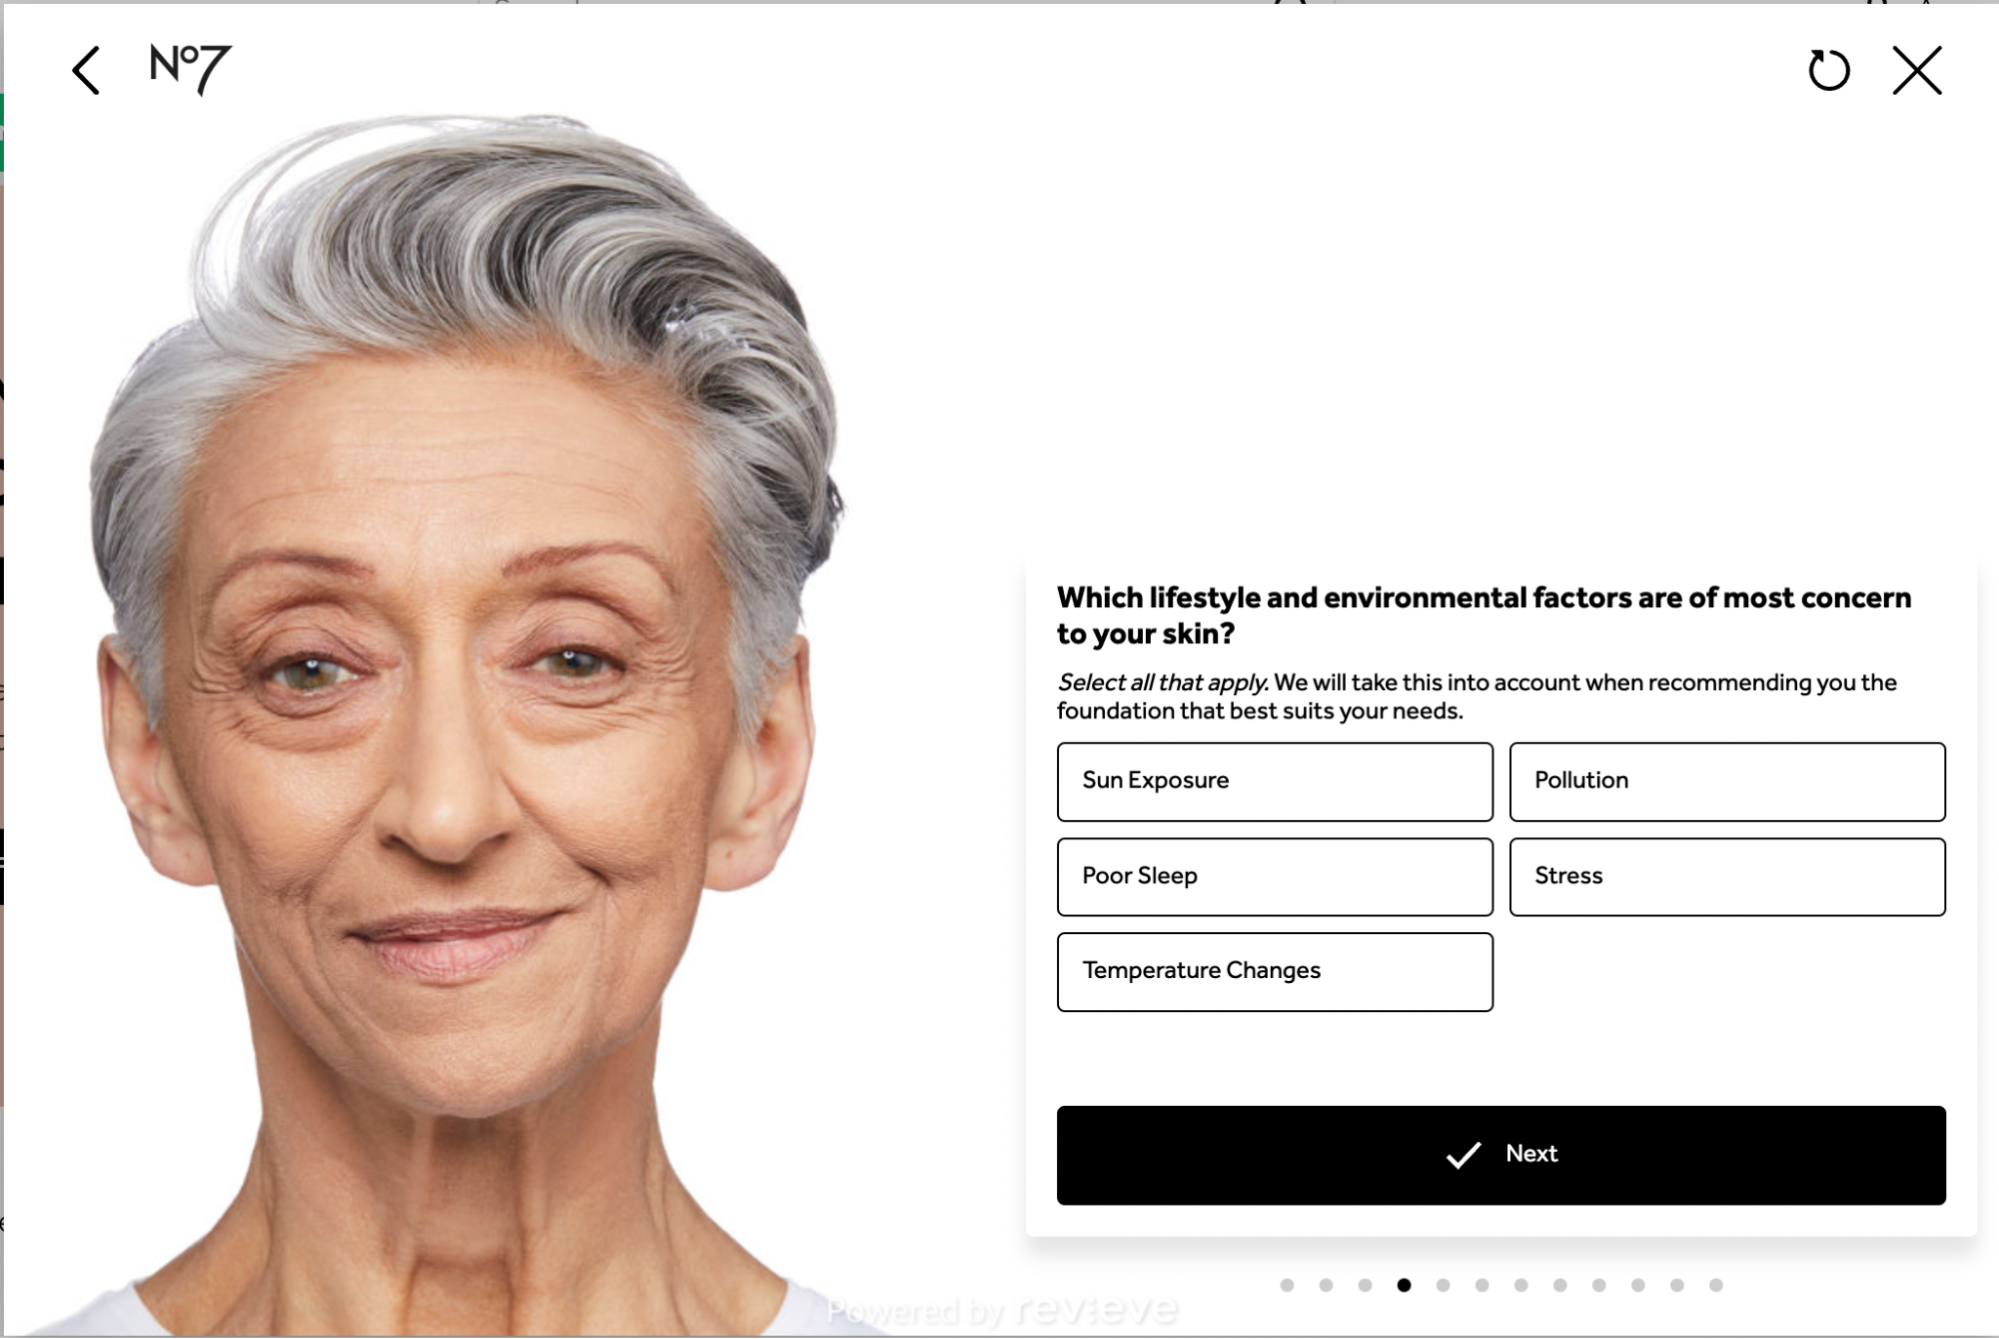 No7
Which lifestyle and environmental factors are of most concern
to your skin?
Select all that apply. We will take this into account when recommending you the
foundation that best suits your needs.
Sun Exposure
Pollution
Poor Sleep
Stress
Temperature Changes
Next
Powered by revieve